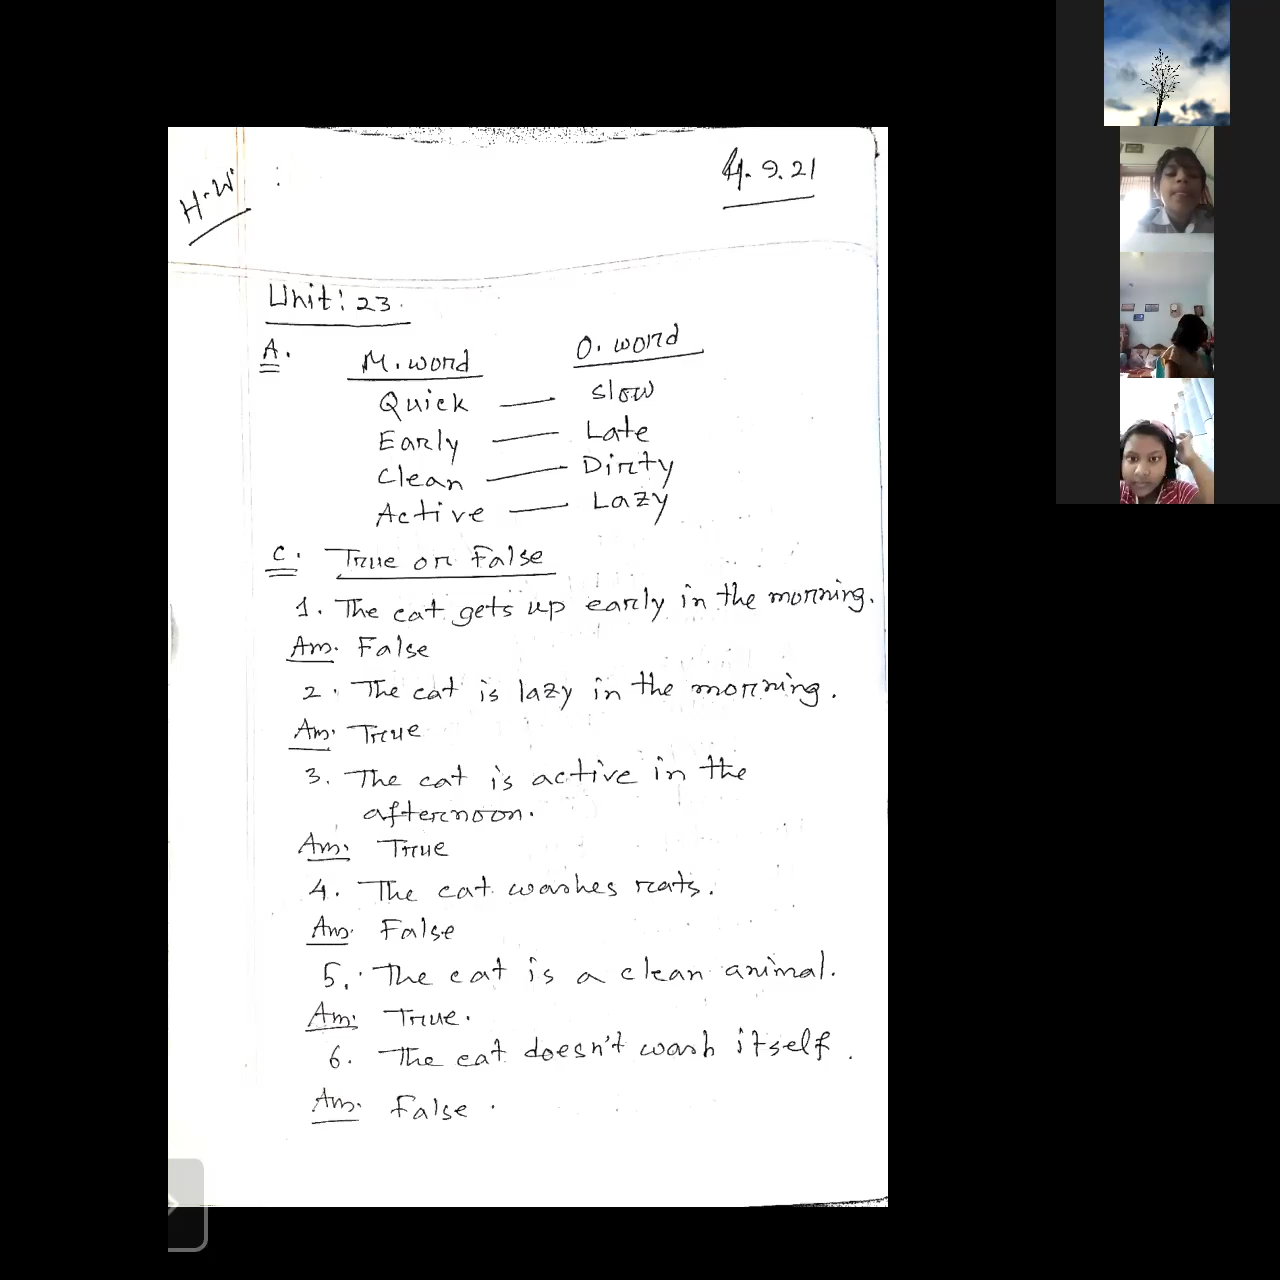 H.W
4.9.21
Unit: 23.
A.
M. word O. word
Quick — Slow
Early — Late
Clean — Dirty
Active — Lazy
C. True or False
1. The cat gets up early in the morning.
Ans. False
2. The cat is lazy in the morning.
Ans. True
3. The cat is active in the
afternoon.
Ans. True
4. The cat washes rats.
Ans. False
5. The cat is a clean animal.
Ans. True.
6. The cat doesn't wash itself.
Ans. False.